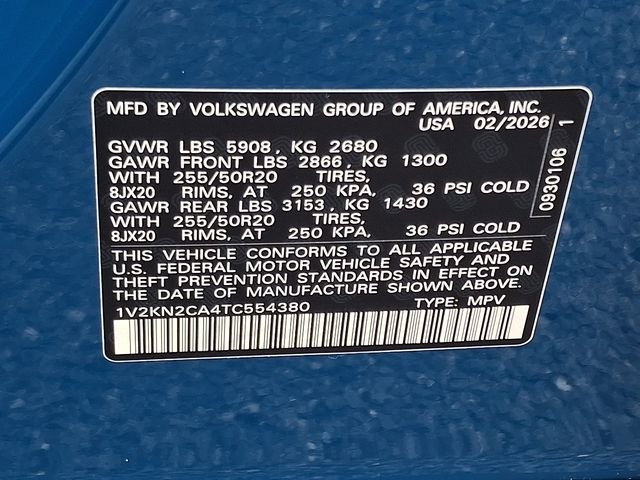 MFD BY VOLKSWAGEN GROUP OF AMERICA, INC.
USA 02/2026
GVWR LBS 5908, KG 2680
GAWR FRONT LBS 2866, KG 1300
WITH 255/50R20 TIRES,
8JX20 RIMS, AT 250 KPA, 36 PSI COLD
GAWR REAR LBS 3153, KG 1430
WITH 255/50R20 TIRES,
8JX20 RIMS, AT 250 KPA, 36 PSI COLD
THIS VEHICLE CONFORMS TO ALL APPLICABLE
U.S. FEDERAL MOTOR VEHICLE SAFETY AND
THEFT PREVENTION STANDARDS IN EFFECT ON
THE DATE OF MANUFACTURE SHOWN ABOVE.
1V2KN2CA4TC554380 TYPE: MPV
0930106 1